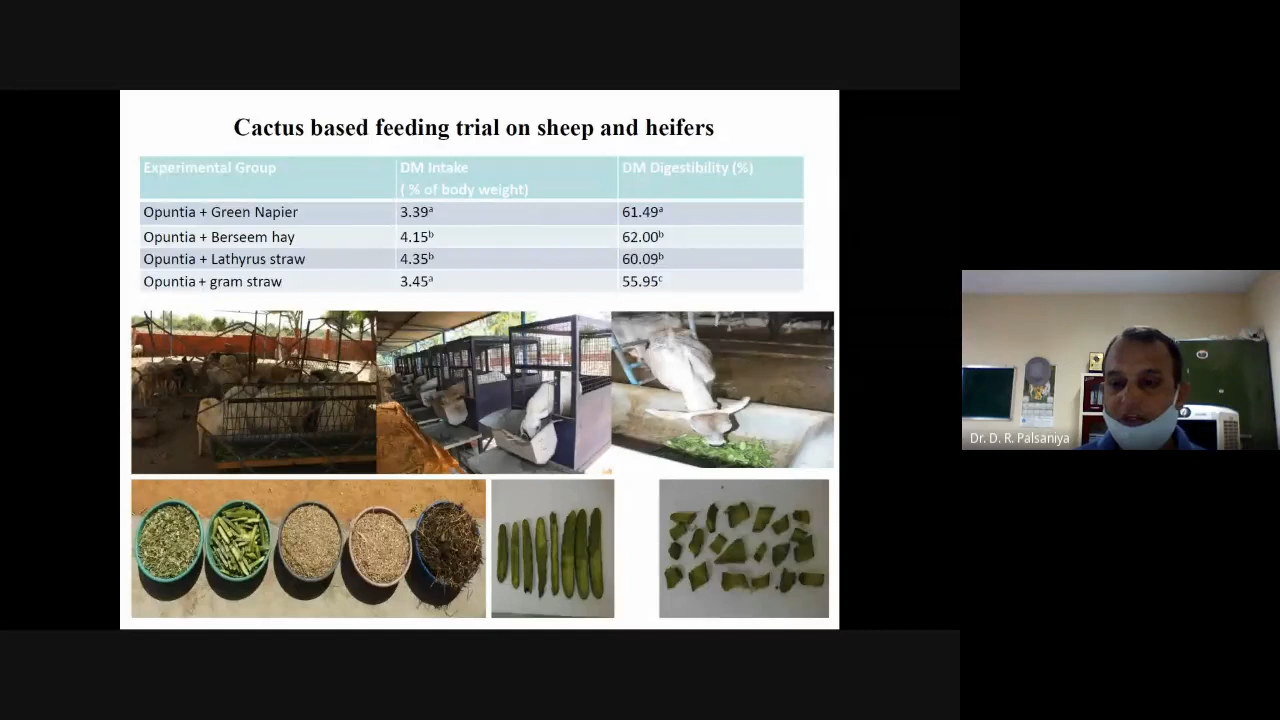 Cactus based feeding trial on sheep and heifers
Experimental Group DM Intake DM Digestibility (%)
( % of body weight)
Opuntia + Green Napier 3.39ᵃ 61.49ᵃ
Opuntia + Berseem hay 4.15ᵇ 62.00ᵇ
Opuntia + Lathyrus straw 4.35ᵇ 60.09ᵇ
Opuntia + gram straw 3.45ᵃ 55.95ᶜ
Dr. D. R. Palsaniya